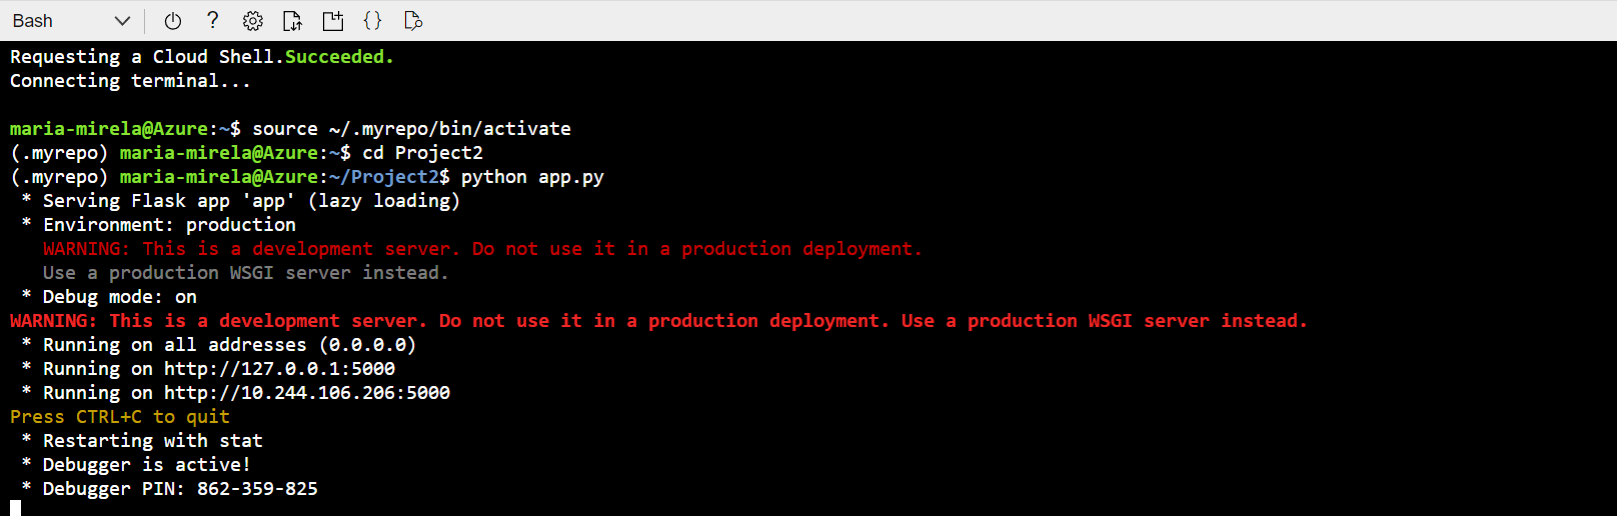 Bash
Requesting a Cloud Shell.Succeeded.
Connecting terminal...
maria-mirela@Azure:~$ source ~/.myrepo/bin/activate
(.myrepo) maria-mirela@Azure:~$ cd Project2
(.myrepo) maria-mirela@Azure:~/Project2$ python app.py
 * Serving Flask app 'app' (lazy loading)
 * Environment: production
   WARNING: This is a development server. Do not use it in a production deployment.
   Use a production WSGI server instead.
 * Debug mode: on
WARNING: This is a development server. Do not use it in a production deployment. Use a production WSGI server instead.
 * Running on all addresses (0.0.0.0)
 * Running on http://127.0.0.1:5000
 * Running on http://10.244.106.206:5000
Press CTRL+C to quit
 * Restarting with stat
 * Debugger is active!
 * Debugger PIN: 862-359-825